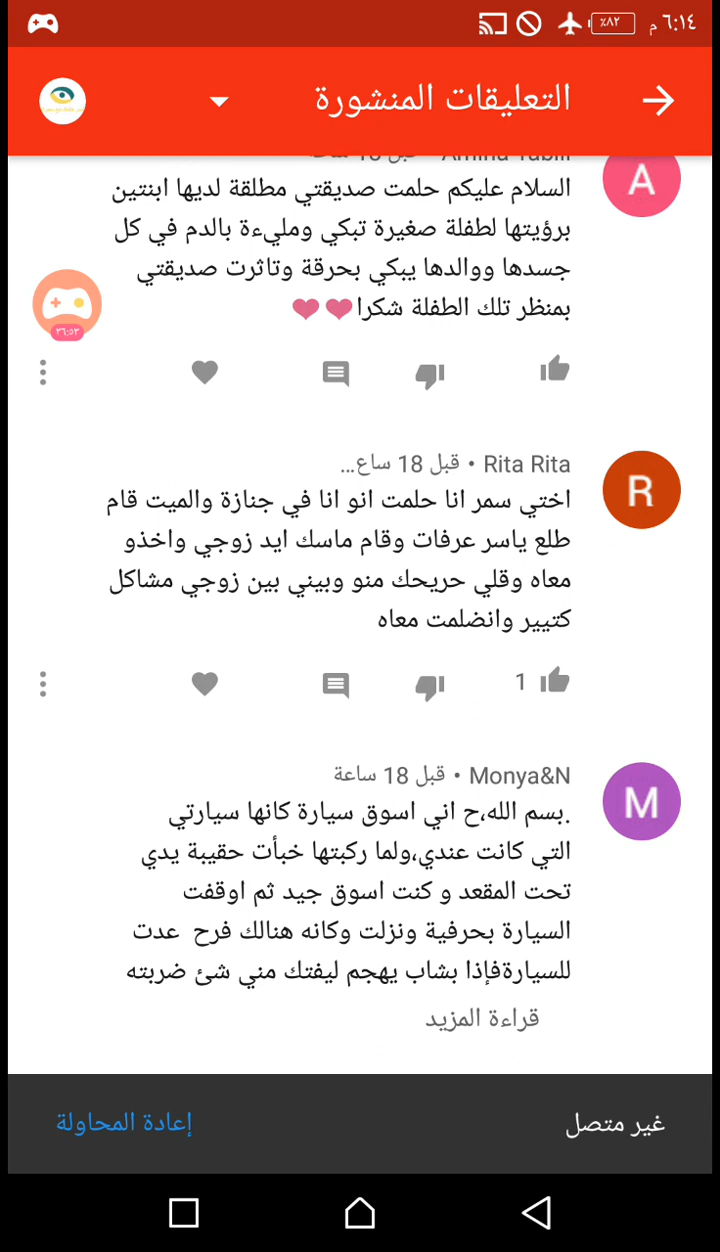 ٦:١٤ م
٪٨٢
التعليقات المنشورة
السلام عليكم حلمت صديقتي مطلقة لديها ابنتين
برؤيتها لطفلة صغيرة تبكي ومليءة بالدم في كل
جسدها ووالدها يبكي بحرقة وتاثرت صديقتي
بمنظر تلك الطفلة شكرا
٣٦:٥٣
Rita Rita • قبل 18 ساع...
اختي سمر انا حلمت انو انا في جنازة والميت قام
طلع ياسر عرفات وقام ماسك ايد زوجي واخذو
معاه وقلي حريحك منو وبيني بين زوجي مشاكل
كتيير وانضلمت معاه
1
Monya&N • قبل 18 ساعة
.بسم الله،ح اني اسوق سيارة كانها سيارتي
التي كانت عندي،ولما ركبتها خبأت حقيبة يدي
تحت المقعد و كنت اسوق جيد ثم اوقفت
السيارة بحرفية ونزلت وكانه هنالك فرح عدت
للسيارةفإذا بشاب يهجم ليفتك مني شئ ضربته
قراءة المزيد
غير متصل
إعادة المحاولة